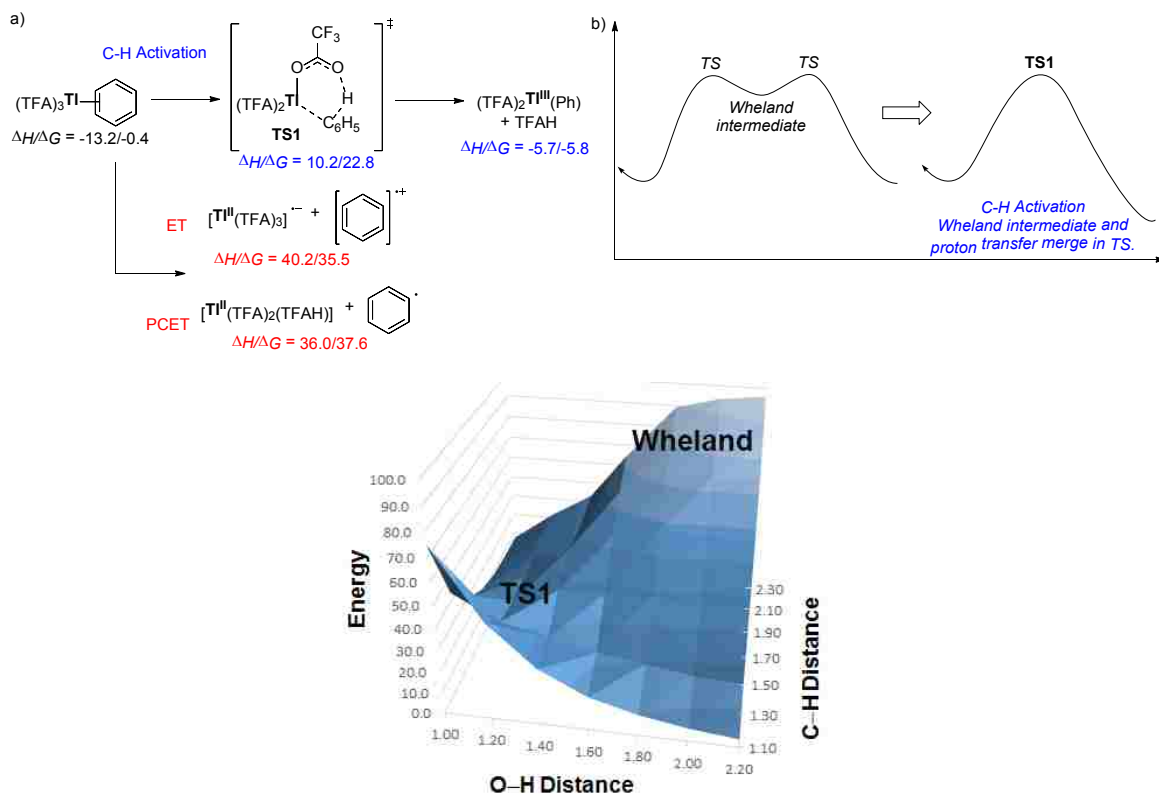 a)
C-H Activation
‡
CF₃
O O
H
(TFA)₃Tl
(TFA)₂Tl
C₆H₅
TS1
(TFA)₂Tlᴵᴵᴵ(Ph)
+ TFAH
ΔH/ΔG = -13.2/-0.4
ΔH/ΔG = 10.2/22.8
ΔH/ΔG = -5.7/-5.8
ET
[Tlᴵᴵ(TFA)₃]•− +
•+
ΔH/ΔG = 40.2/35.5
PCET
[Tlᴵᴵ(TFA)₂(TFAH)] +
•
ΔH/ΔG = 36.0/37.6
b)
TS
TS
Wheland
intermediate
TS1
C-H Activation
Wheland intermediate and
proton transfer merge in TS.
Wheland
TS1
Energy
100.0
90.0
80.0
70.0
60.0
50.0
40.0
30.0
20.0
10.0
0.0
1.00 1.20 1.40 1.60 1.80 2.00 2.20
O–H Distance
2.30
2.10
1.90
1.70
1.50
1.30
1.10
C–H Distance